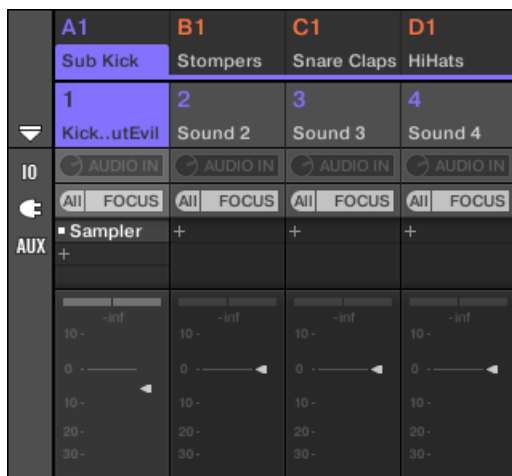 A1 B1 C1 D1
Sub Kick Stompers Snare Claps HiHats
1 2 3 4
Kick..utEvil Sound 2 Sound 3 Sound 4
IO AUDIO IN AUDIO IN AUDIO IN AUDIO IN
All FOCUS All FOCUS All FOCUS All FOCUS
AUX Sampler + + +
+
-inf -inf -inf -inf
10- 10- 10- 10-
0 - 0 - 0 - 0 -
10- 10- 10- 10-
20- 20- 20- 20-
30- 30- 30- 30-